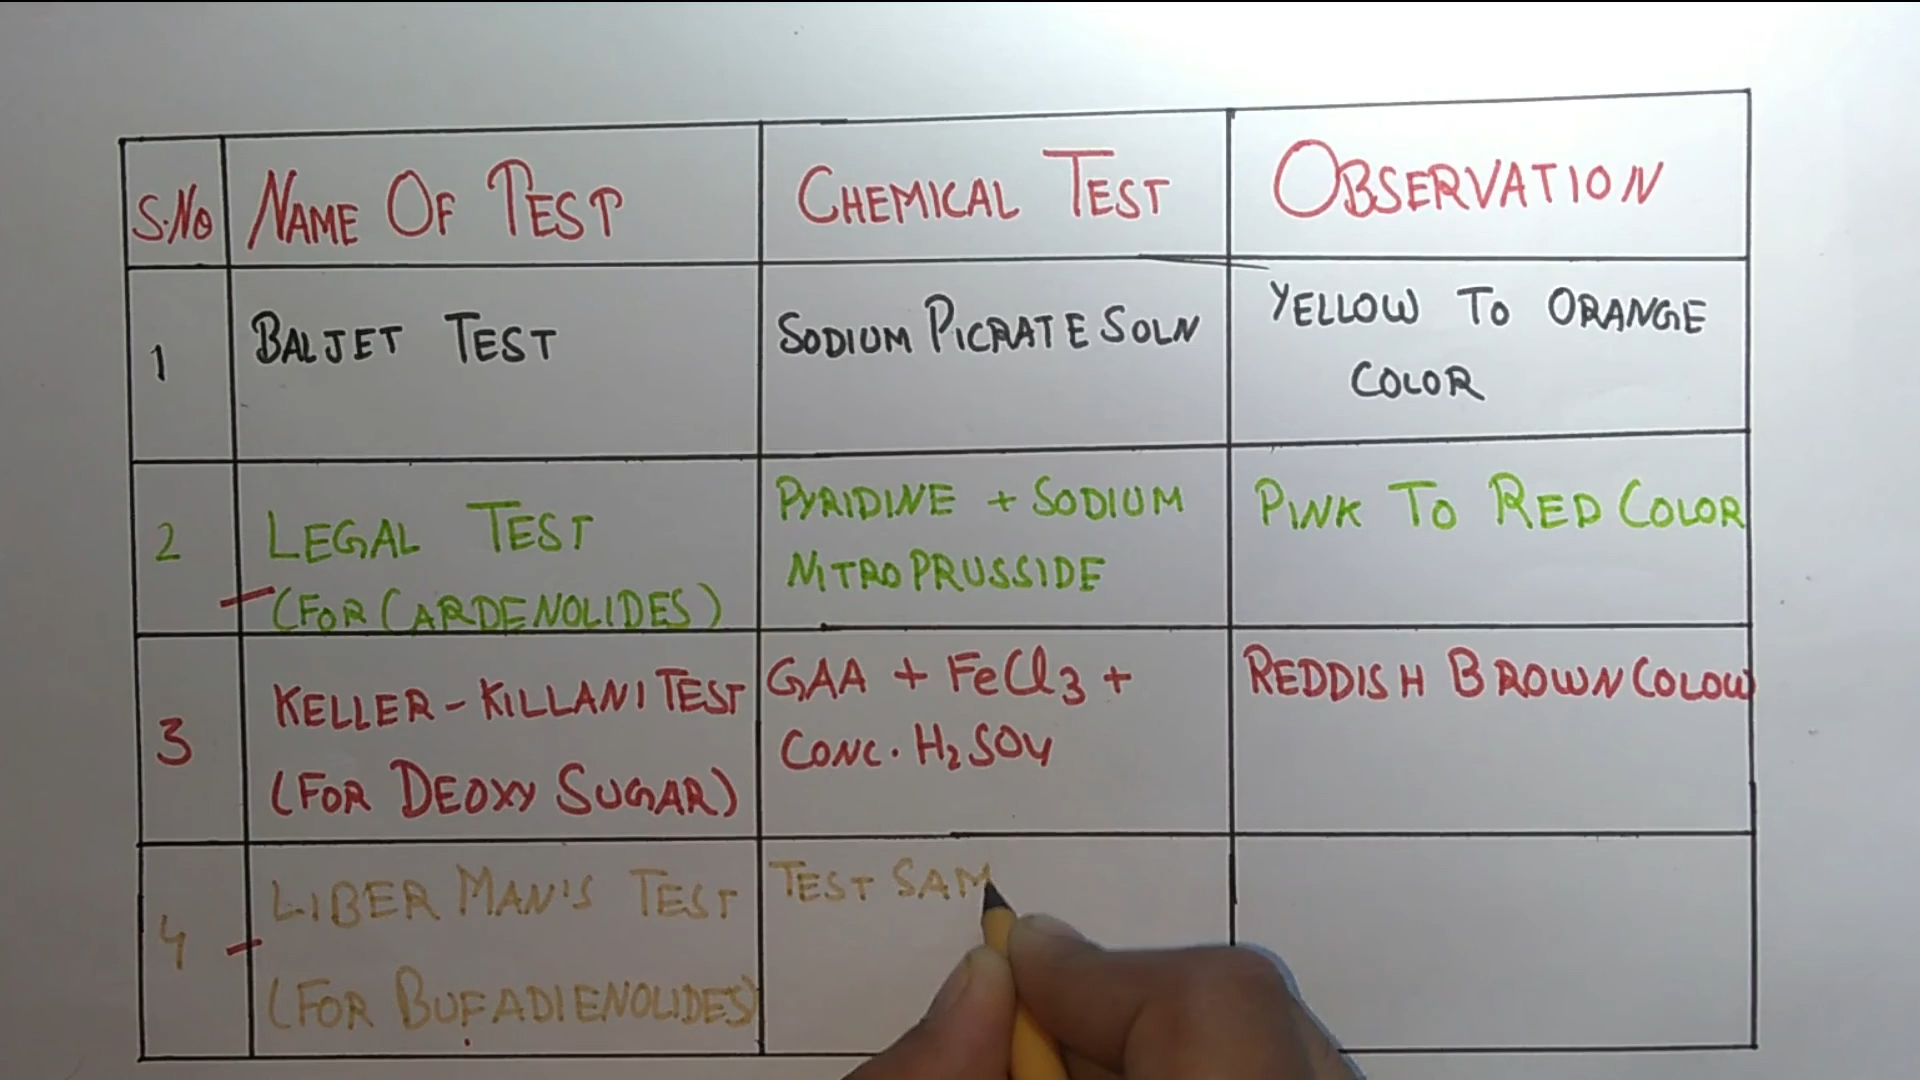 S.No NAME OF TEST CHEMICAL TEST OBSERVATION
1 BALJET TEST SODIUM PICRATE SOLN YELLOW TO ORANGE
COLOR
2 LEGAL TEST PYRIDINE + SODIUM PINK TO RED COLOR
(FOR CARDENOLIDES) NITROPRUSSIDE
3 KELLER-KILLANI TEST GAA + FeCl3 + REDDISH BROWN COLOUR
(FOR DEOXY SUGAR) CONC. H2SO4
4 LIBERMAN'S TEST TEST SAM
(FOR BUFADIENOLIDES)